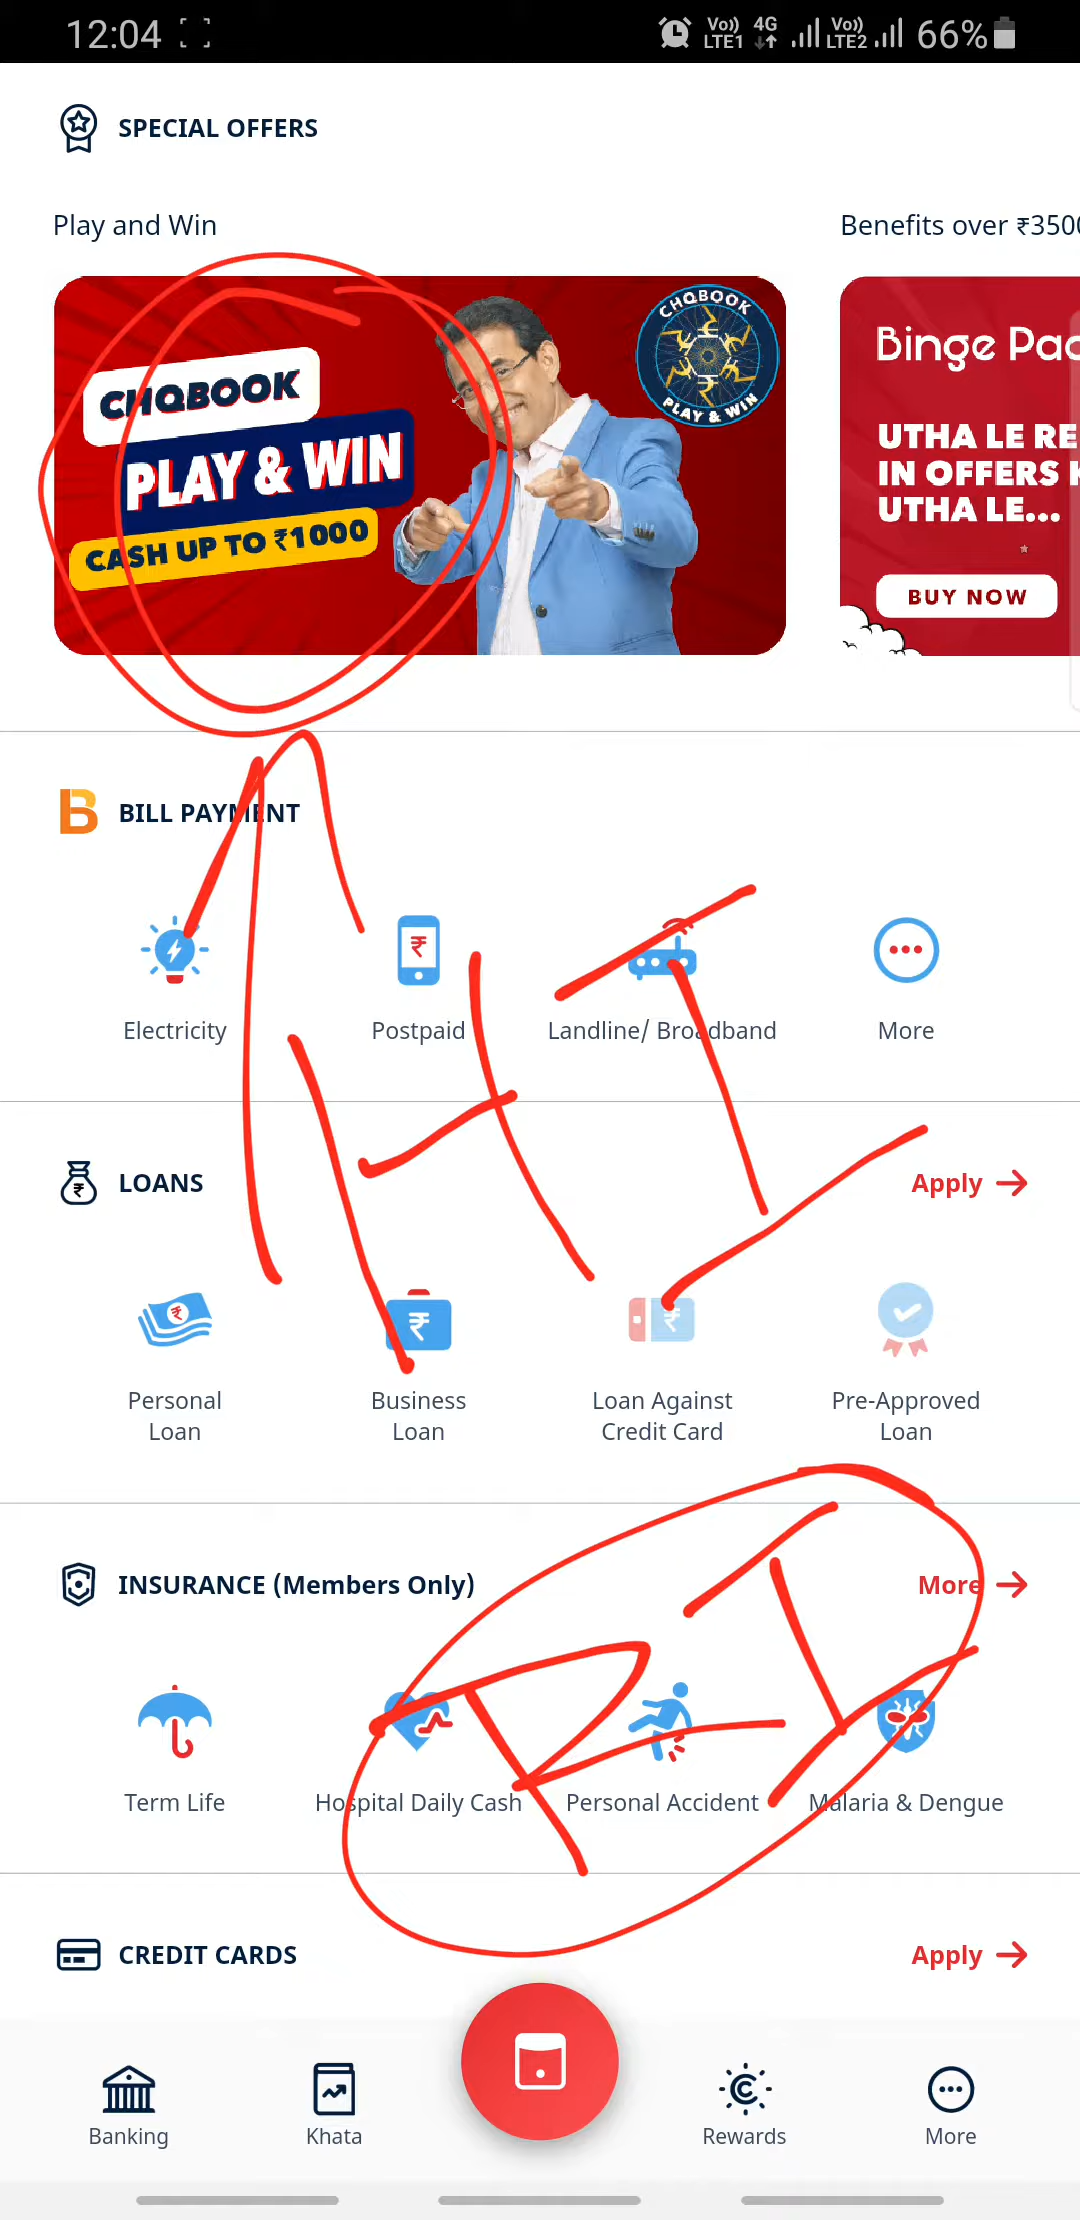 12:04 Vo)) LTE1 4G Vo)) LTE2 66%
SPECIAL OFFERS
Play and Win
Benefits over ₹350
CHQBOOK
PLAY & WIN
CASH UP TO ₹1000
CHQBOOK
PLAY & WIN
Binge Pac
UTHA LE RE
IN OFFERS K
UTHA LE...
BUY NOW
B BILL PAYMENT
Electricity
Postpaid
Landline/ Broadband
More
HI
LOANS
Apply →
Personal Loan
Business Loan
Loan Against Credit Card
Pre-Approved Loan
INSURANCE (Members Only)
More →
RI
Term Life
Hospital Daily Cash
Personal Accident
Malaria & Dengue
CREDIT CARDS
Apply →
Banking
Khata
Rewards
More